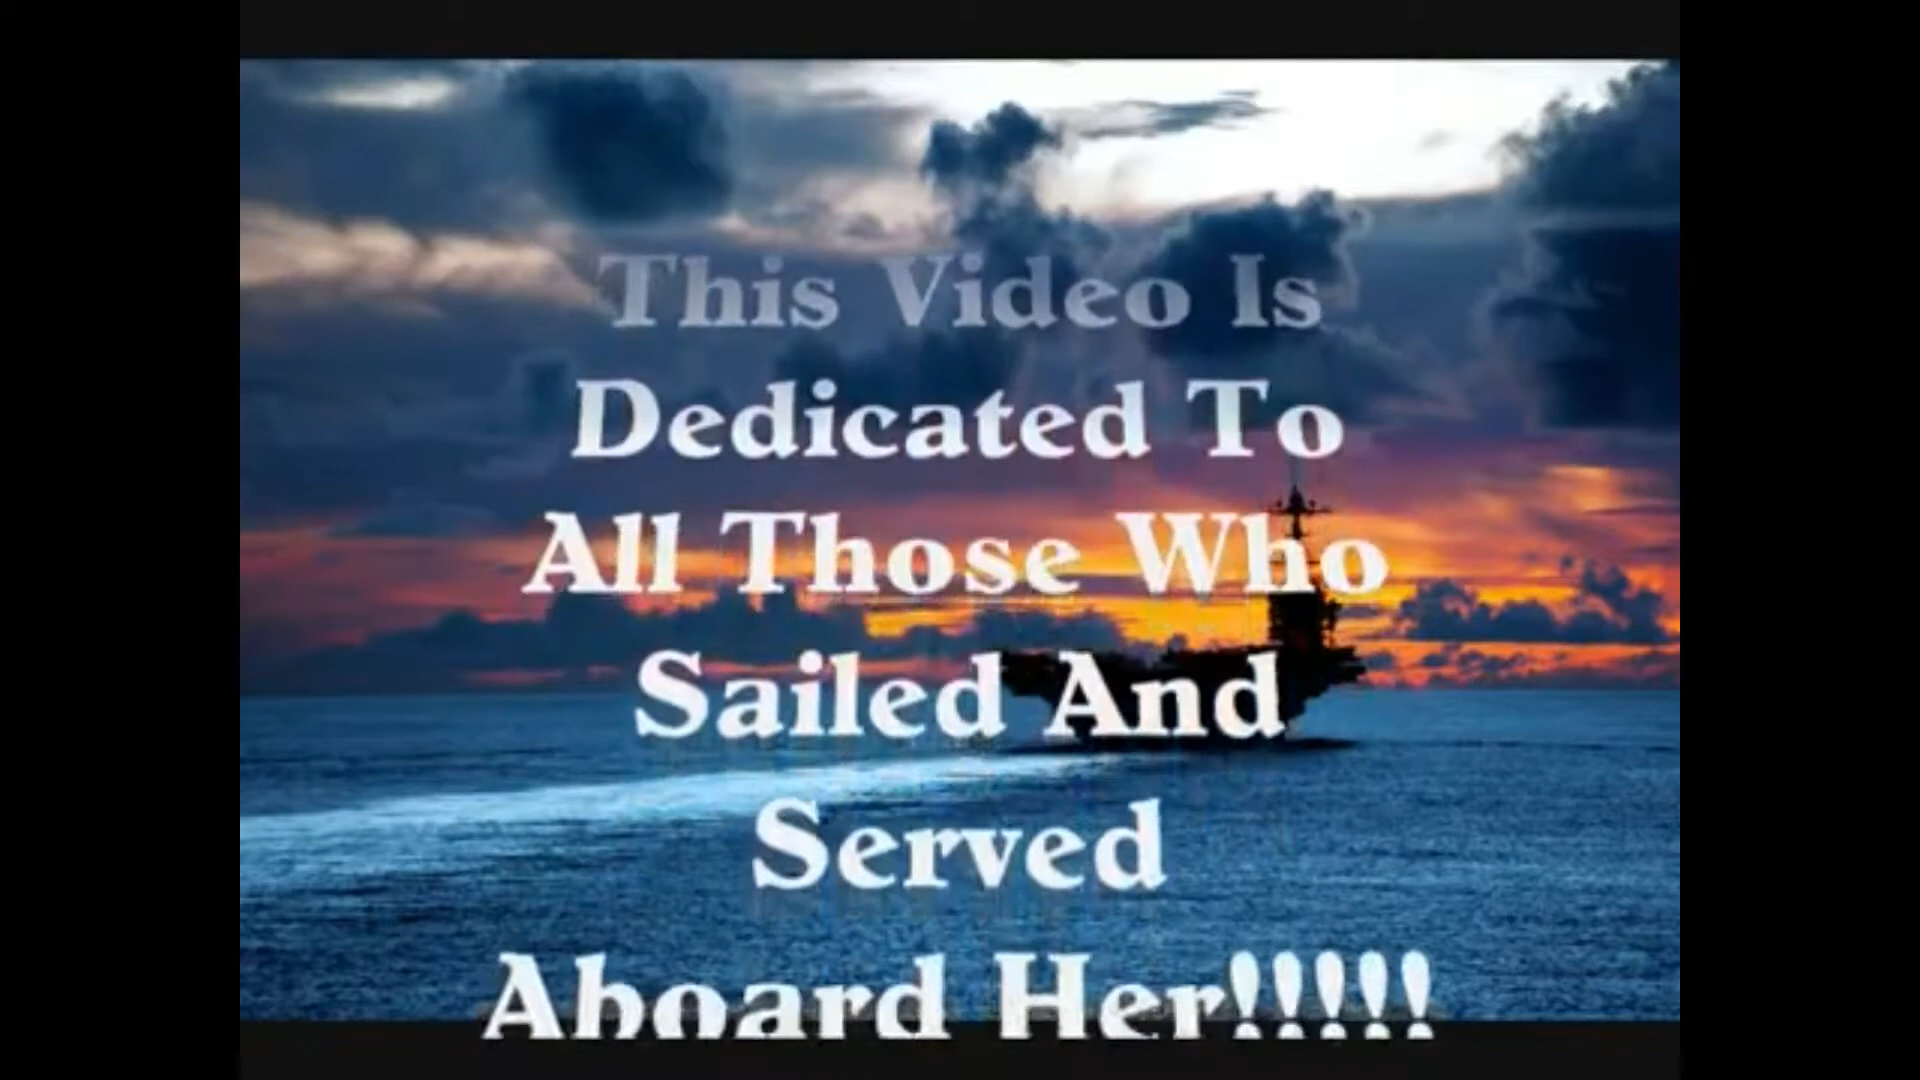 This Video Is
Dedicated To
All Those Who
Sailed And
Served
Aboard Her!!!!!